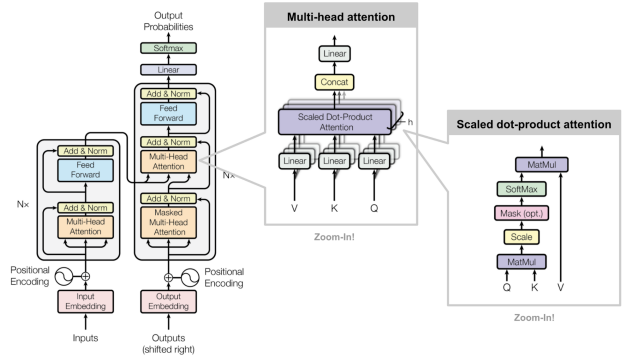 Output
Probabilities
Softmax
Linear
Add & Norm
Feed
Forward
Add & Norm
Multi-Head
Attention
Add & Norm
Feed
Forward
Nx
Nx
Add & Norm
Multi-Head
Attention
Add & Norm
Masked
Multi-Head
Attention
Positional
Encoding
Positional
Encoding
Input
Embedding
Output
Embedding
Inputs
Outputs
(shifted right)
Multi-head attention
Linear
Concat
Scaled Dot-Product
Attention
h
Linear
Linear
Linear
V
K
Q
Zoom-In!
Scaled dot-product attention
MatMul
SoftMax
Mask (opt.)
Scale
MatMul
Q
K
V
Zoom-In!